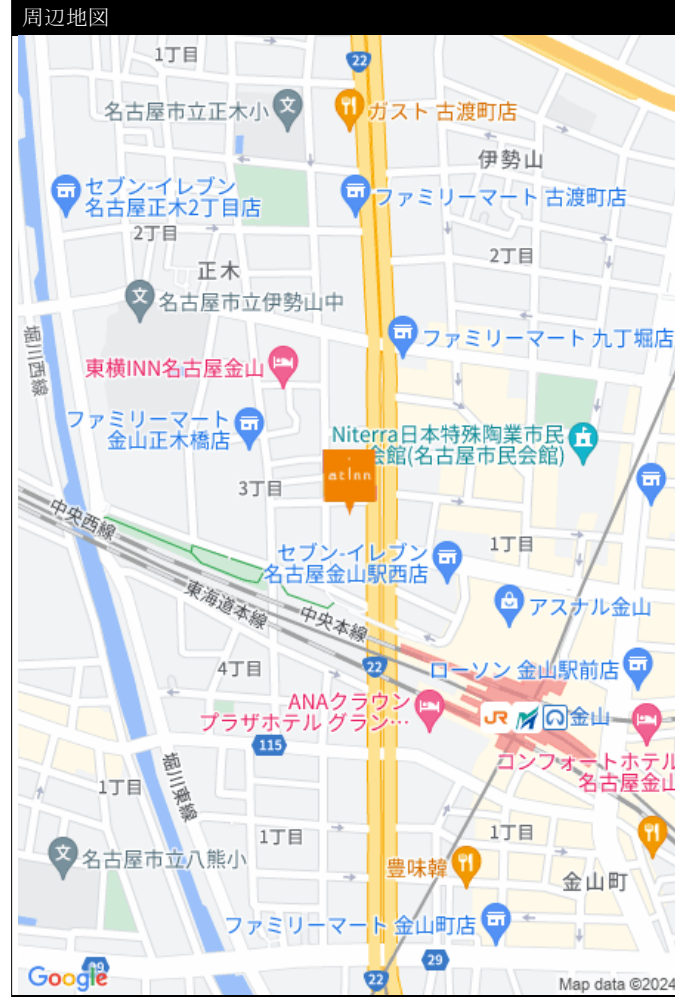 周辺地図
1丁目
22
名古屋市立正木小
ガスト 古渡町店
伊勢山
セブン-イレブン
名古屋正木2丁目店
ファミリーマート 古渡町店
2丁目
2丁目
正木
名古屋市立伊勢山中
堀川西線
ファミリーマート 九丁堀店
東横INN名古屋金山
ファミリーマート
金山正木橋店
Niterra日本特殊陶業市民
会館(名古屋市民会館)
at inn
3丁目
中央西線
1丁目
セブン-イレブン
名古屋金山駅西店
東海道本線
中央本線
アスナル金山
22
4丁目
ローソン 金山駅前店
ANAクラウン
プラザホテル グラン…
JR
金山
115
コンフォートホテル
名古屋金山
堀川東線
1丁目
1丁目
1丁目
名古屋市立八熊小
豊味韓
金山町
ファミリーマート 金山町店
29
22
Google
Map data ©2024